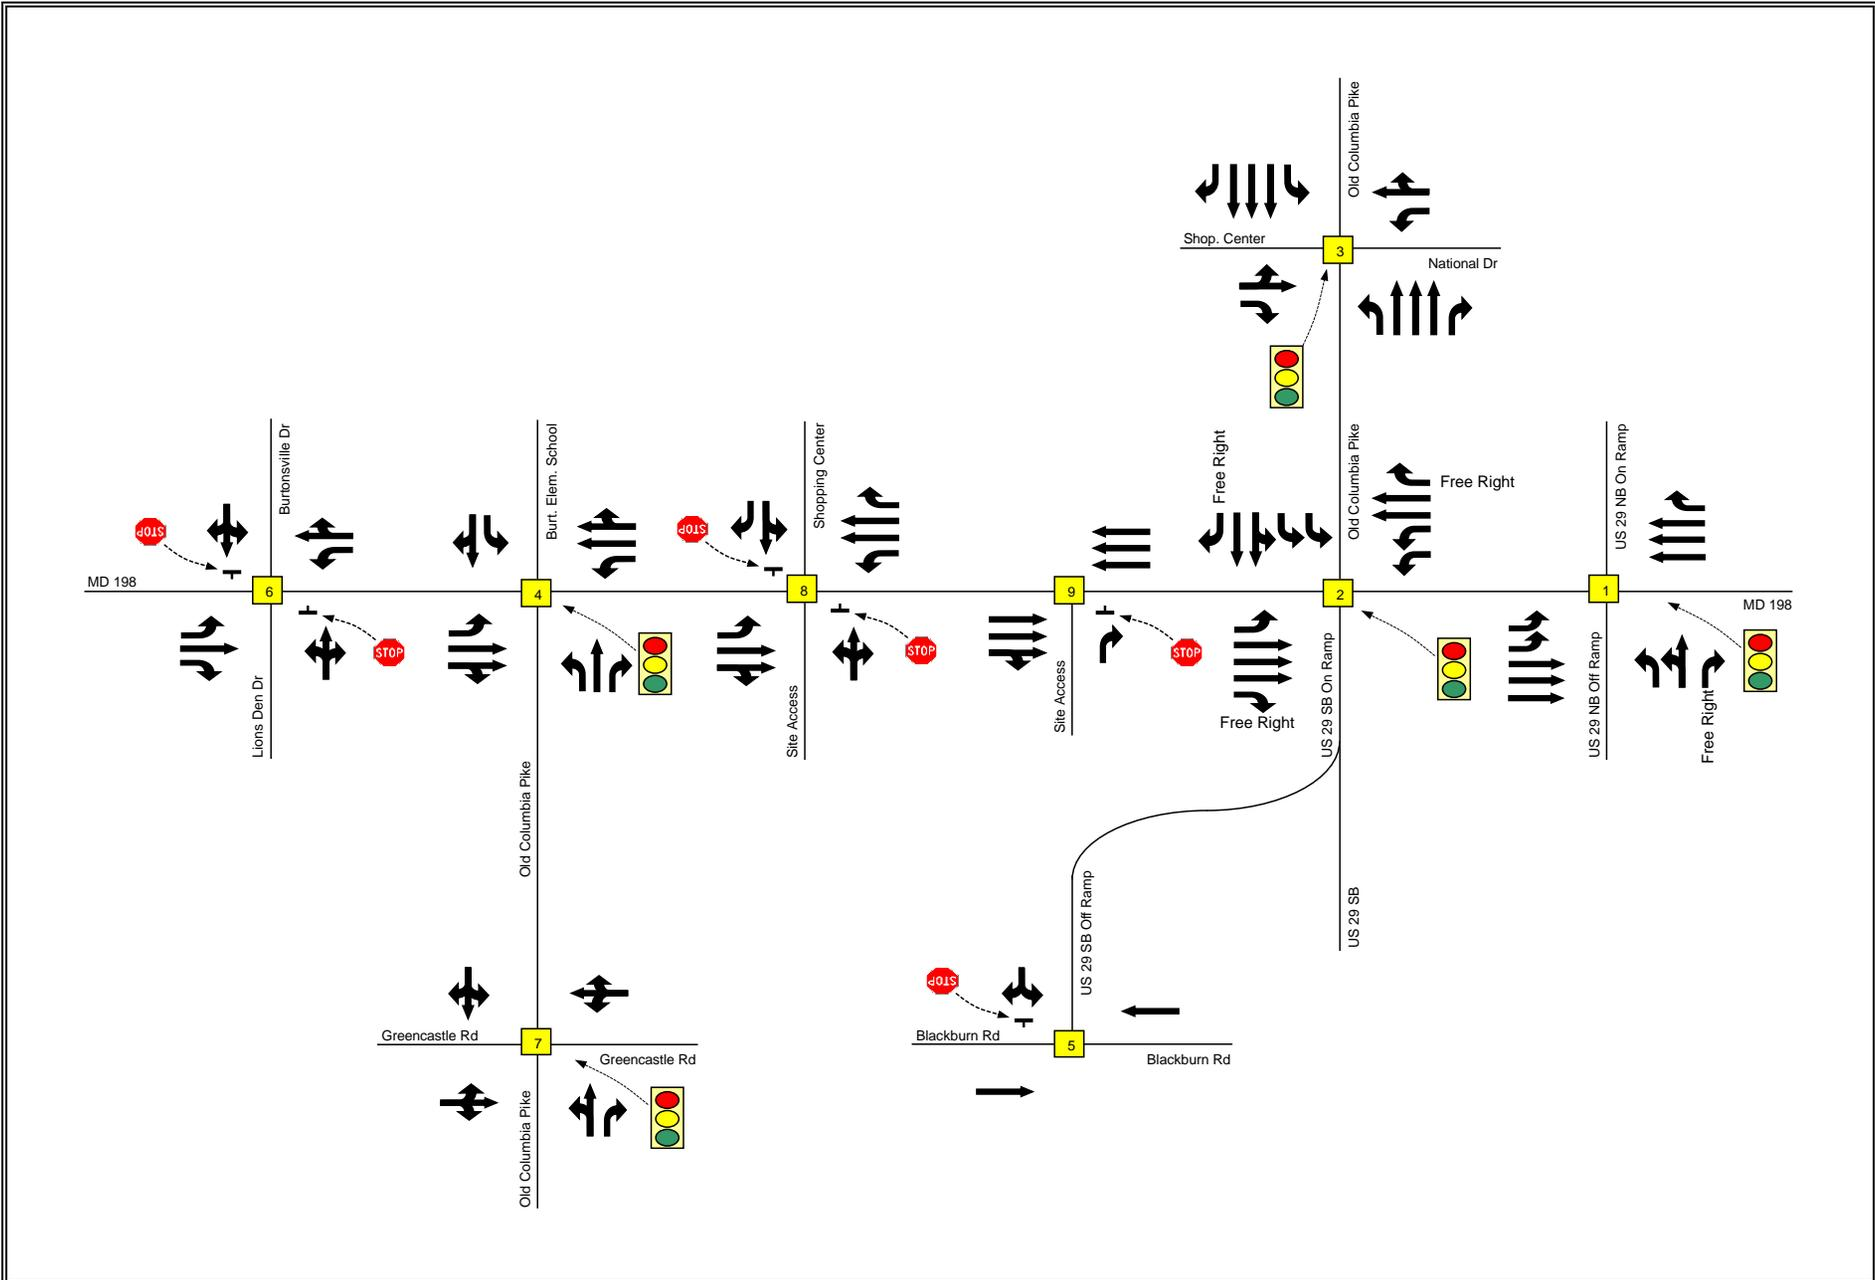 Old Columbia Pike
Shop. Center
3
National Dr
Burtonsville Dr
Burt. Elem. School
Shopping Center
Free Right
Old Columbia Pike
Free Right
US 29 NB On Ramp
STOP
STOP
MD 198
6
4
8
9
2
1
MD 198
STOP
STOP
STOP
Lions Den Dr
Site Access
Site Access
Free Right
US 29 SB On Ramp
US 29 NB Off Ramp
Free Right
Old Columbia Pike
US 29 SB Off Ramp
US 29 SB
STOP
Greencastle Rd
7
Greencastle Rd
Blackburn Rd
5
Blackburn Rd
Old Columbia Pike